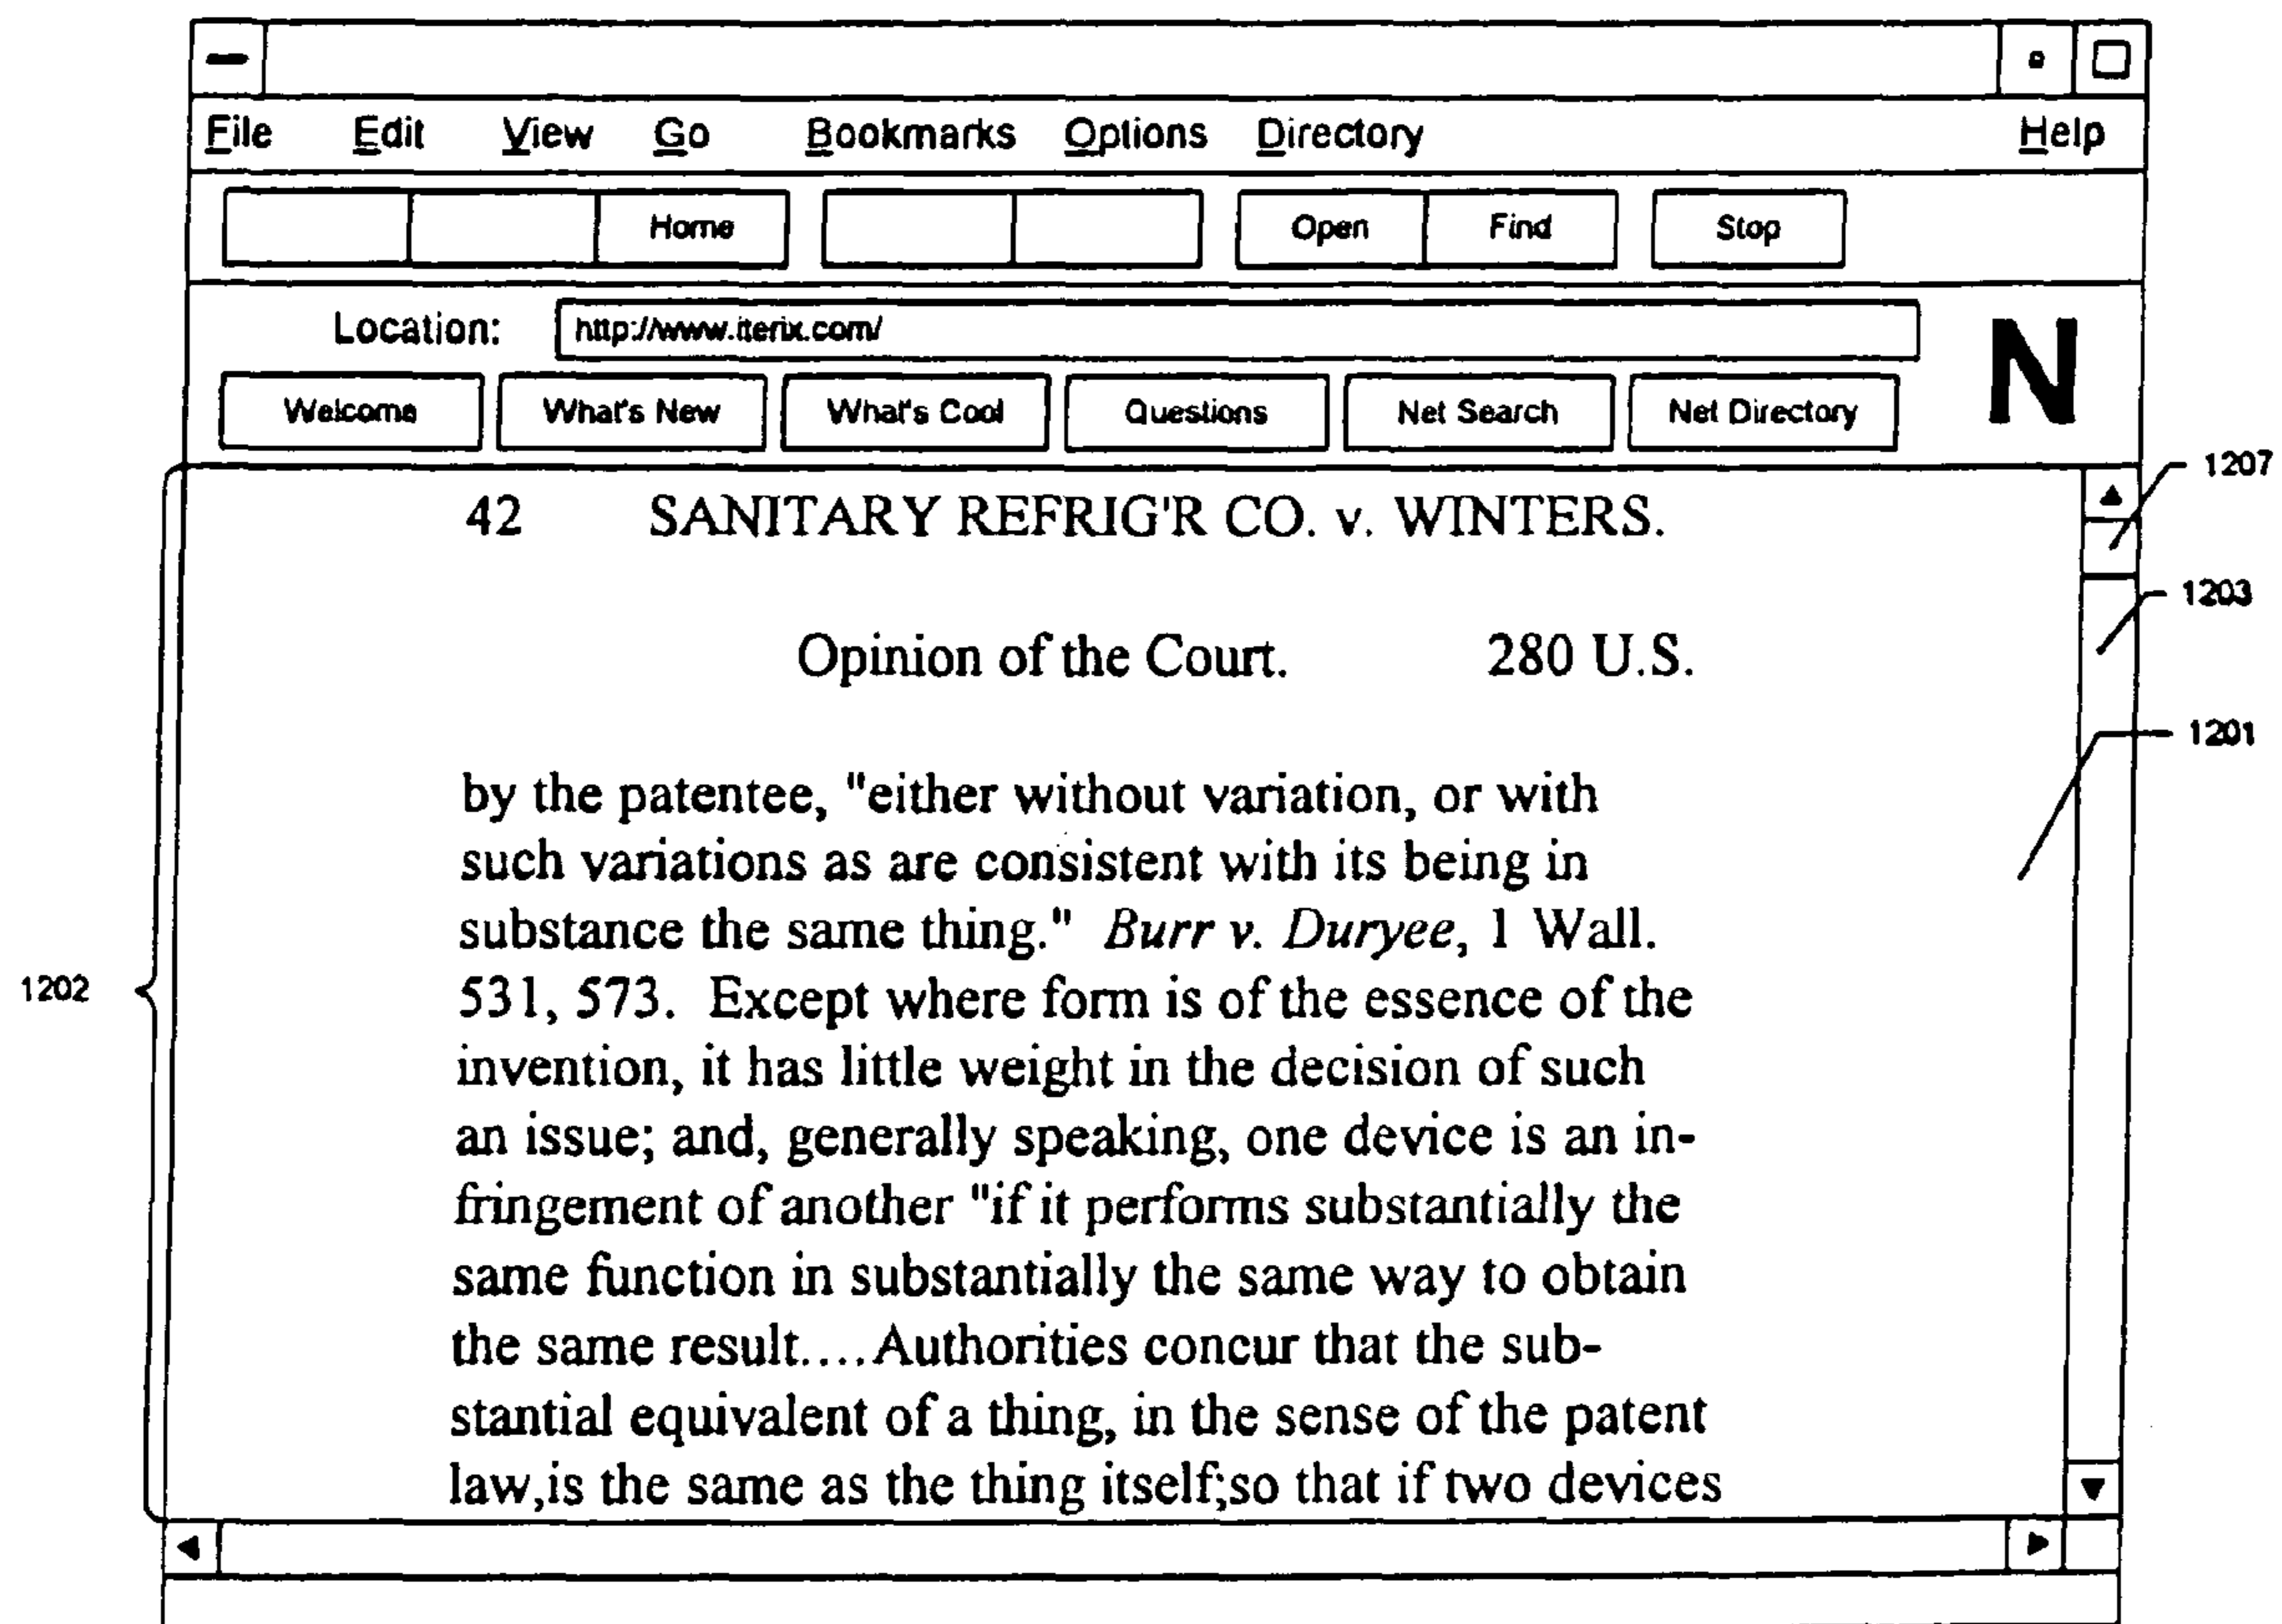 File Edit View Go Bookmarks Options Directory Help
Home Open Find Stop
Location: http://www.iterix.com/
N
Welcome What's New What's Cool Questions Net Search Net Directory
1207
42 SANITARY REFRIG'R CO. v. WINTERS.
1203
Opinion of the Court. 280 U.S.
1201
by the patentee, "either without variation, or with
such variations as are consistent with its being in
substance the same thing." Burr v. Duryee, 1 Wall.
1202
531, 573. Except where form is of the essence of the
invention, it has little weight in the decision of such
an issue; and, generally speaking, one device is an in-
fringement of another "if it performs substantially the
same function in substantially the same way to obtain
the same result....Authorities concur that the sub-
stantial equivalent of a thing, in the sense of the patent
law,is the same as the thing itself;so that if two devices